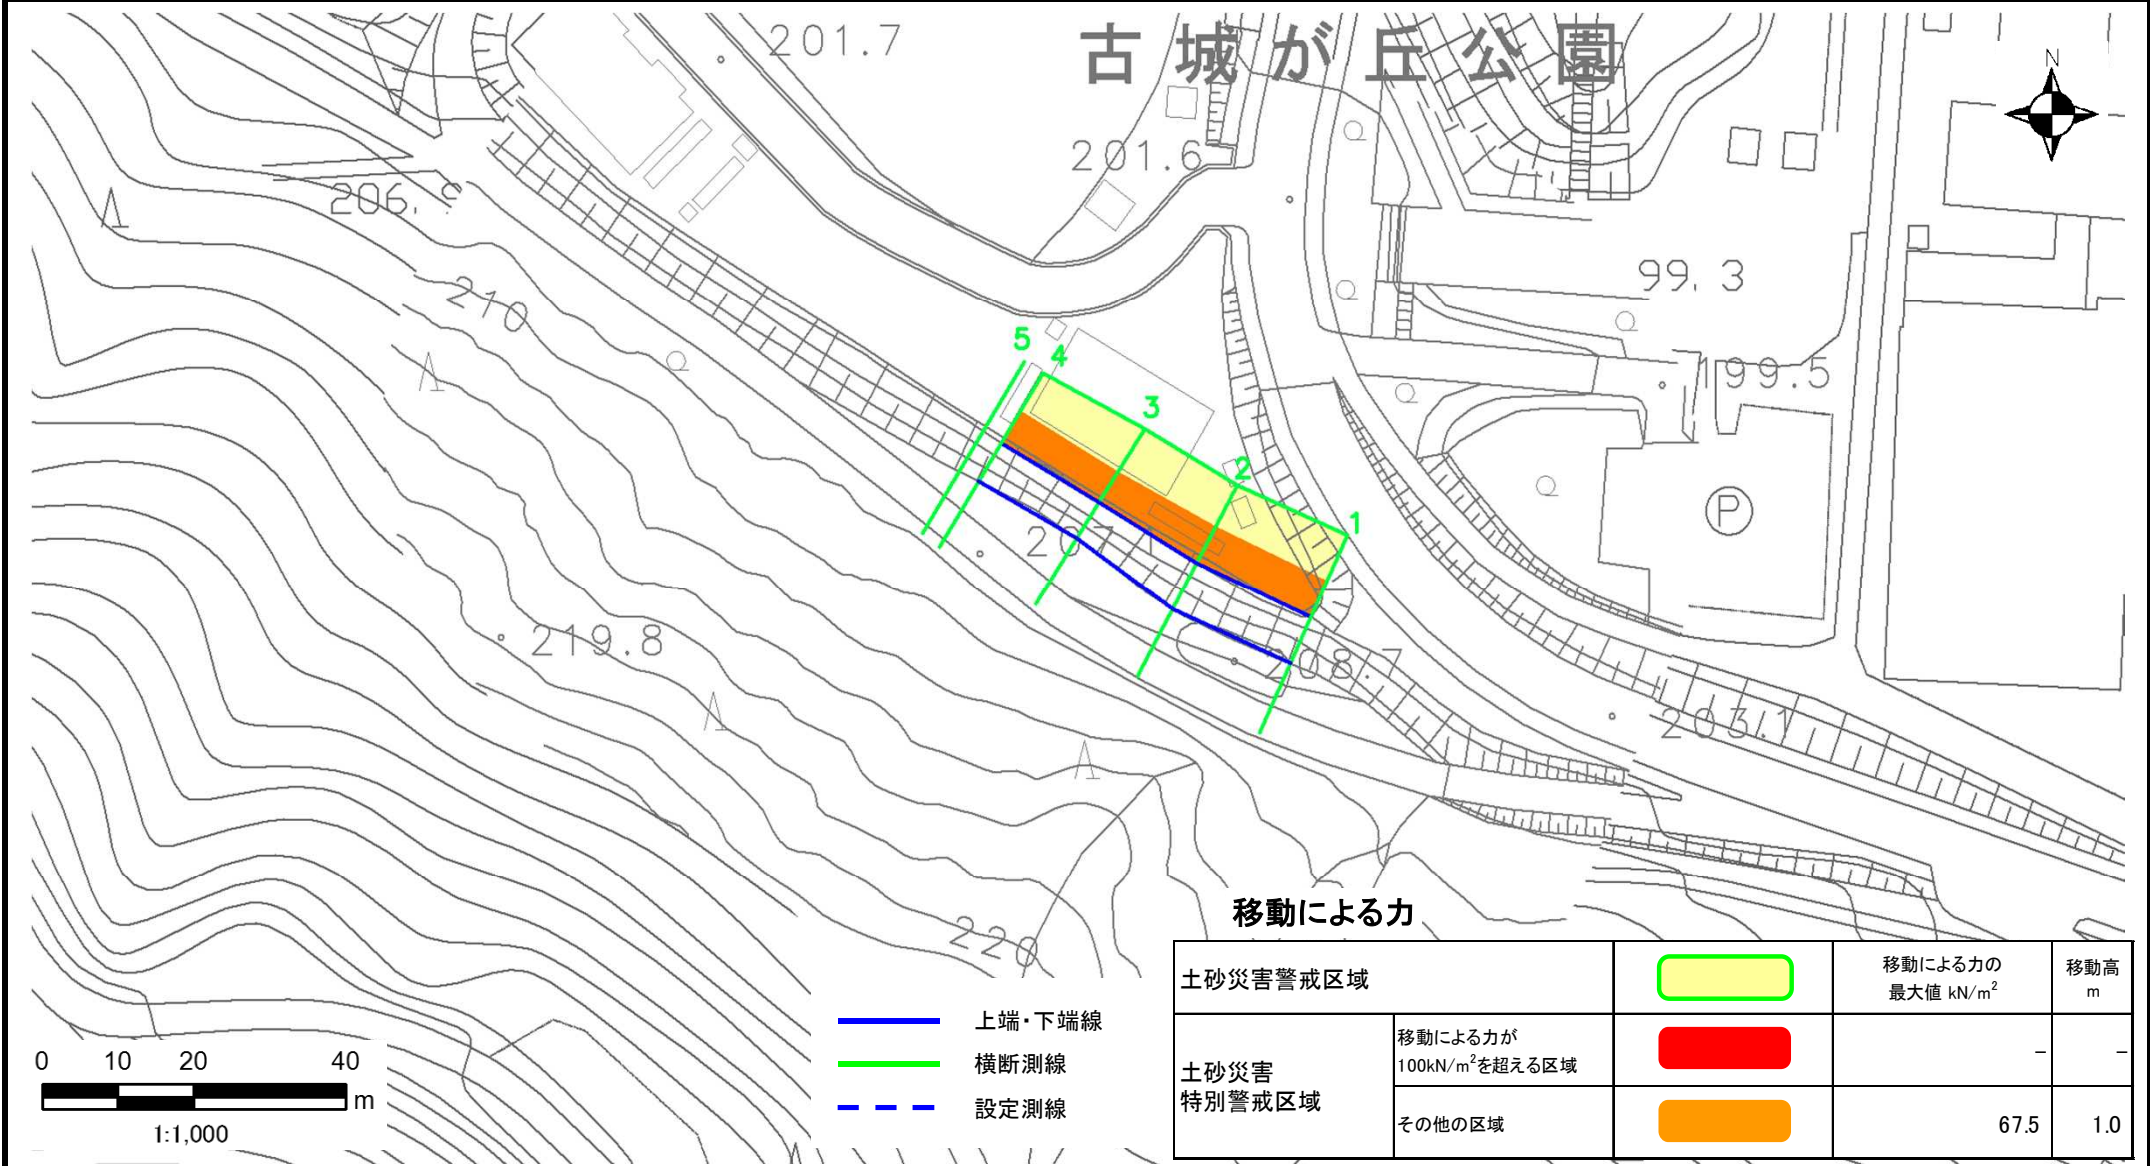 201.7
古城が丘公園
N
201.6
206.9
210
99.3
5
4
3
2
1
199.5
P
207.1
219.8
208.7
203.1
220
移動による力
土砂災害警戒区域
移動による力の
最大値 kN/m²
移動高
m
土砂災害
特別警戒区域
移動による力が
100kN/m²を超える区域
–
–
その他の区域
67.5
1.0
上端・下端線
横断測線
設定測線
0 10 20 40
m
1:1,000